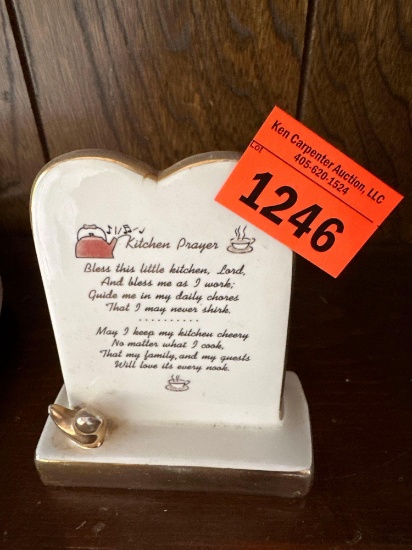 Ken Carpenter Auction, LLC
405-620-1524
Lot
1246
Kitchen Prayer
Bless this little kitchen, Lord,
And bless me as I work;
Guide me in my daily chores
That I may never shirk.
May I keep my kitchen cheery
No matter what I cook,
That my family, and my guests
Will love its every nook.